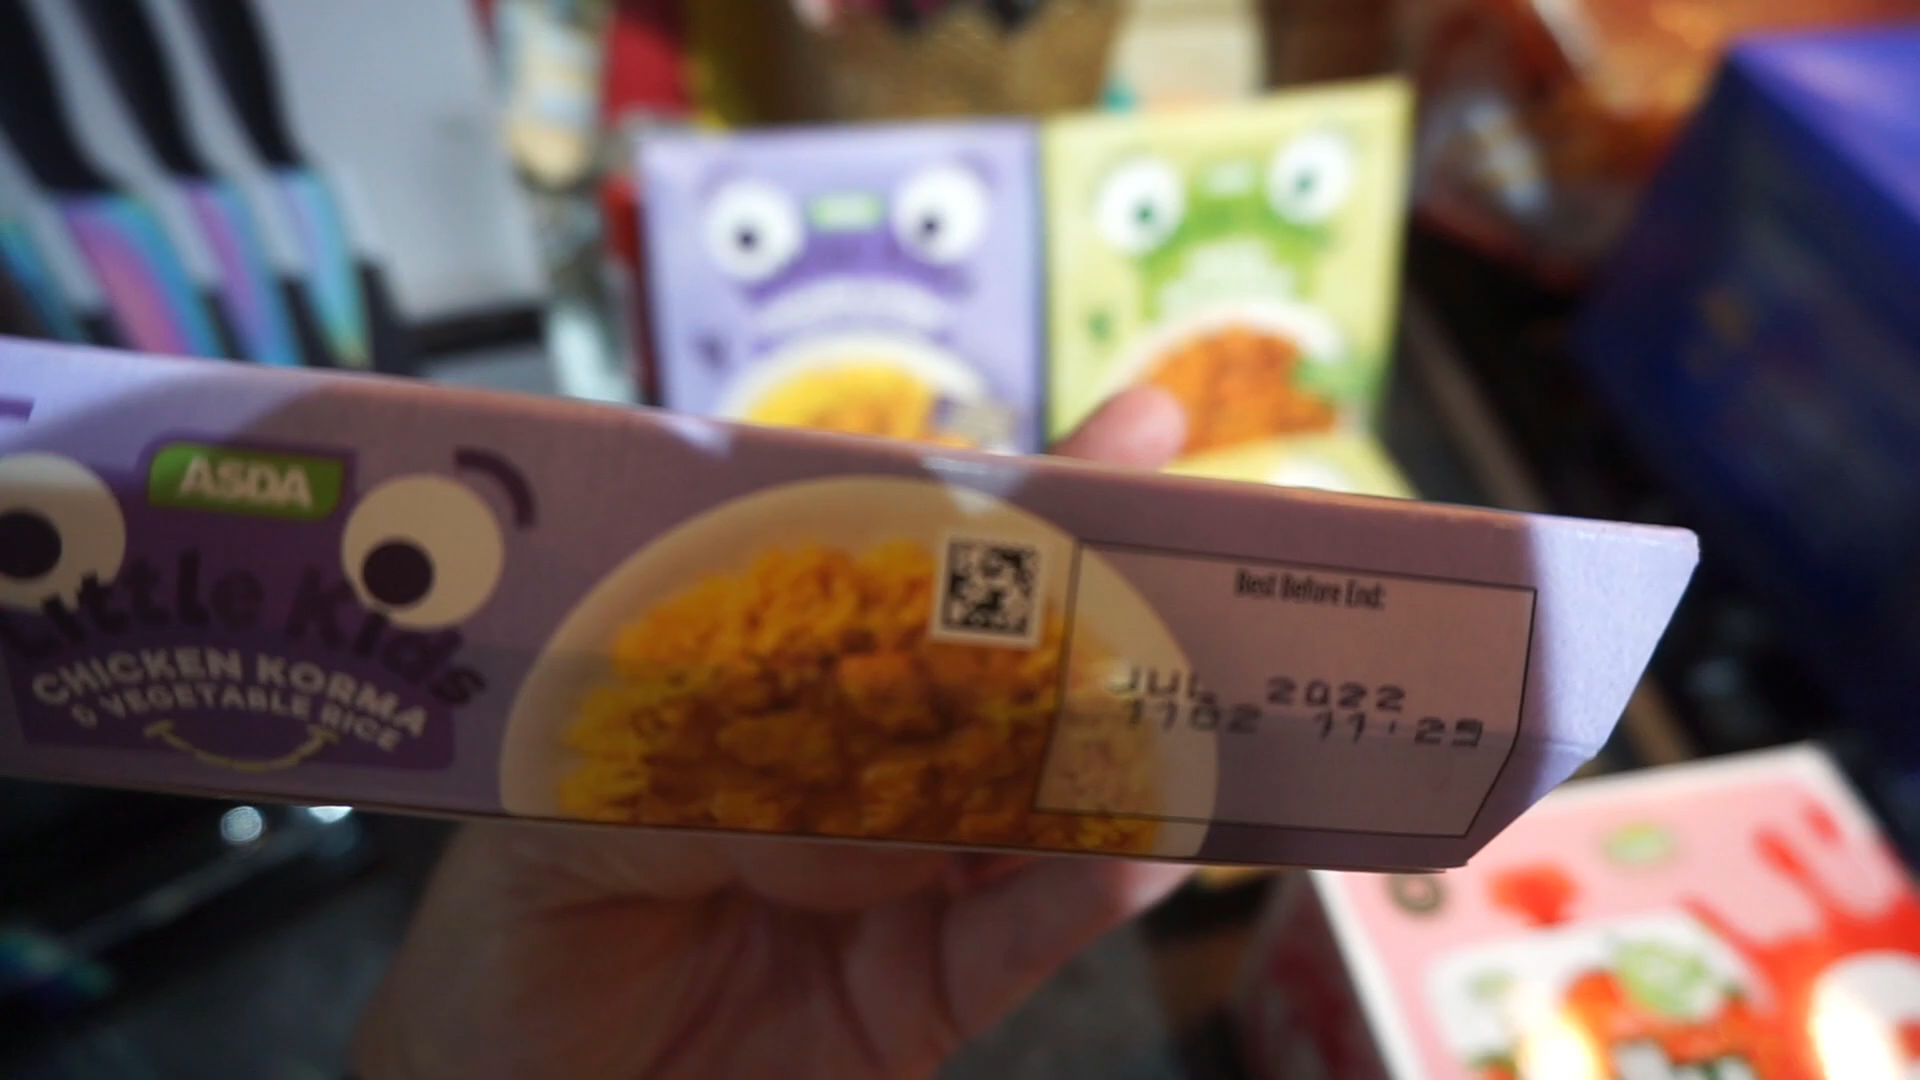 ASDA
Little Kids
CHICKEN KORMA
& VEGETABLE RICE
Best Before End:
JUL 2022
1102 11:29